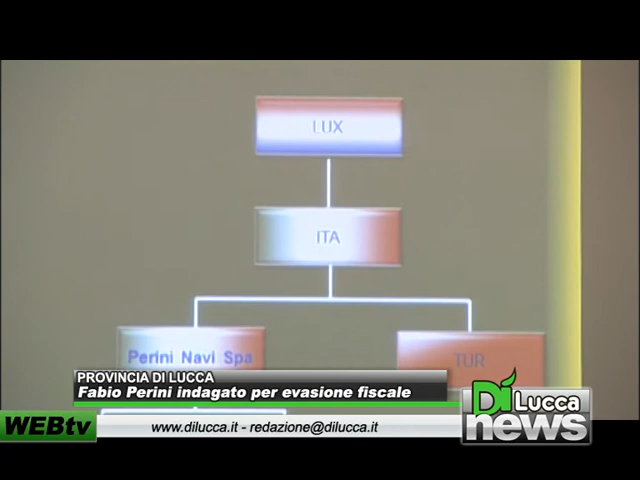 LUX
ITA
Perini Navi Spa
TUR
PROVINCIA DI LUCCA
Fabio Perini indagato per evasione fiscale
Dì Lucca
news
WEBtv
www.dilucca.it - redazione@dilucca.it